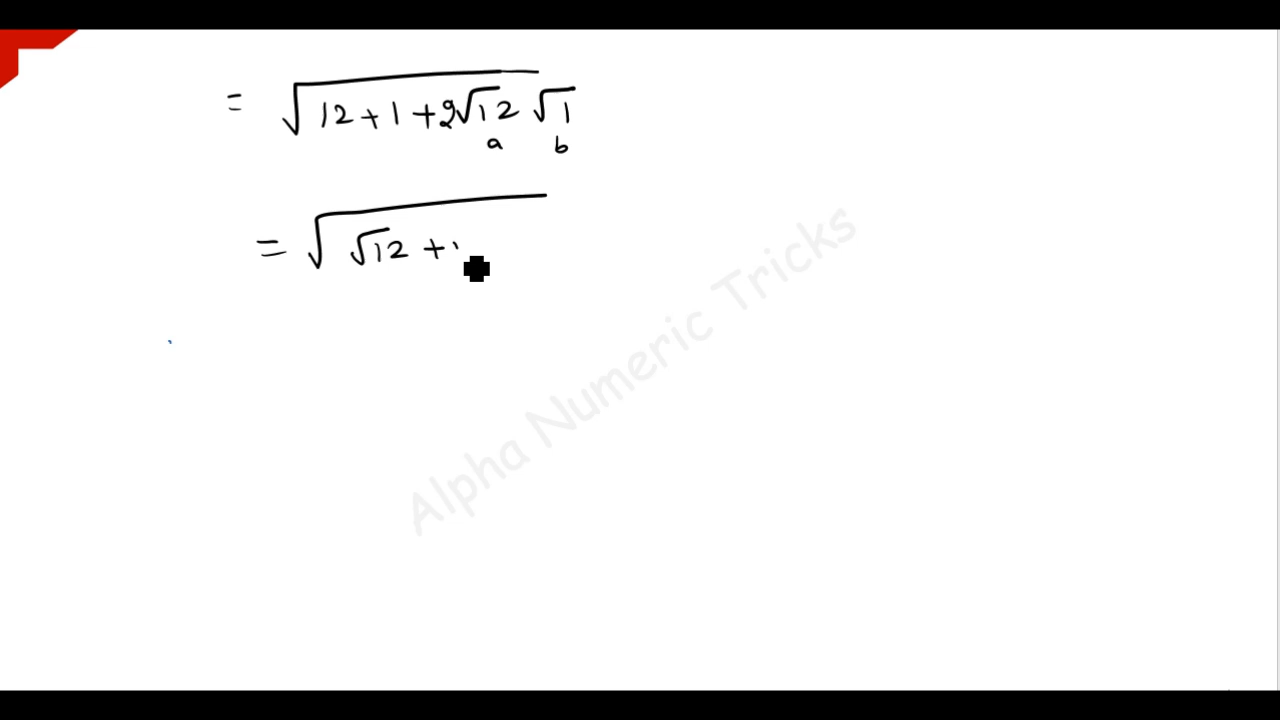 = √12+1+2√12 √1
a b
= √ √12 +
Alpha Numeric Tricks